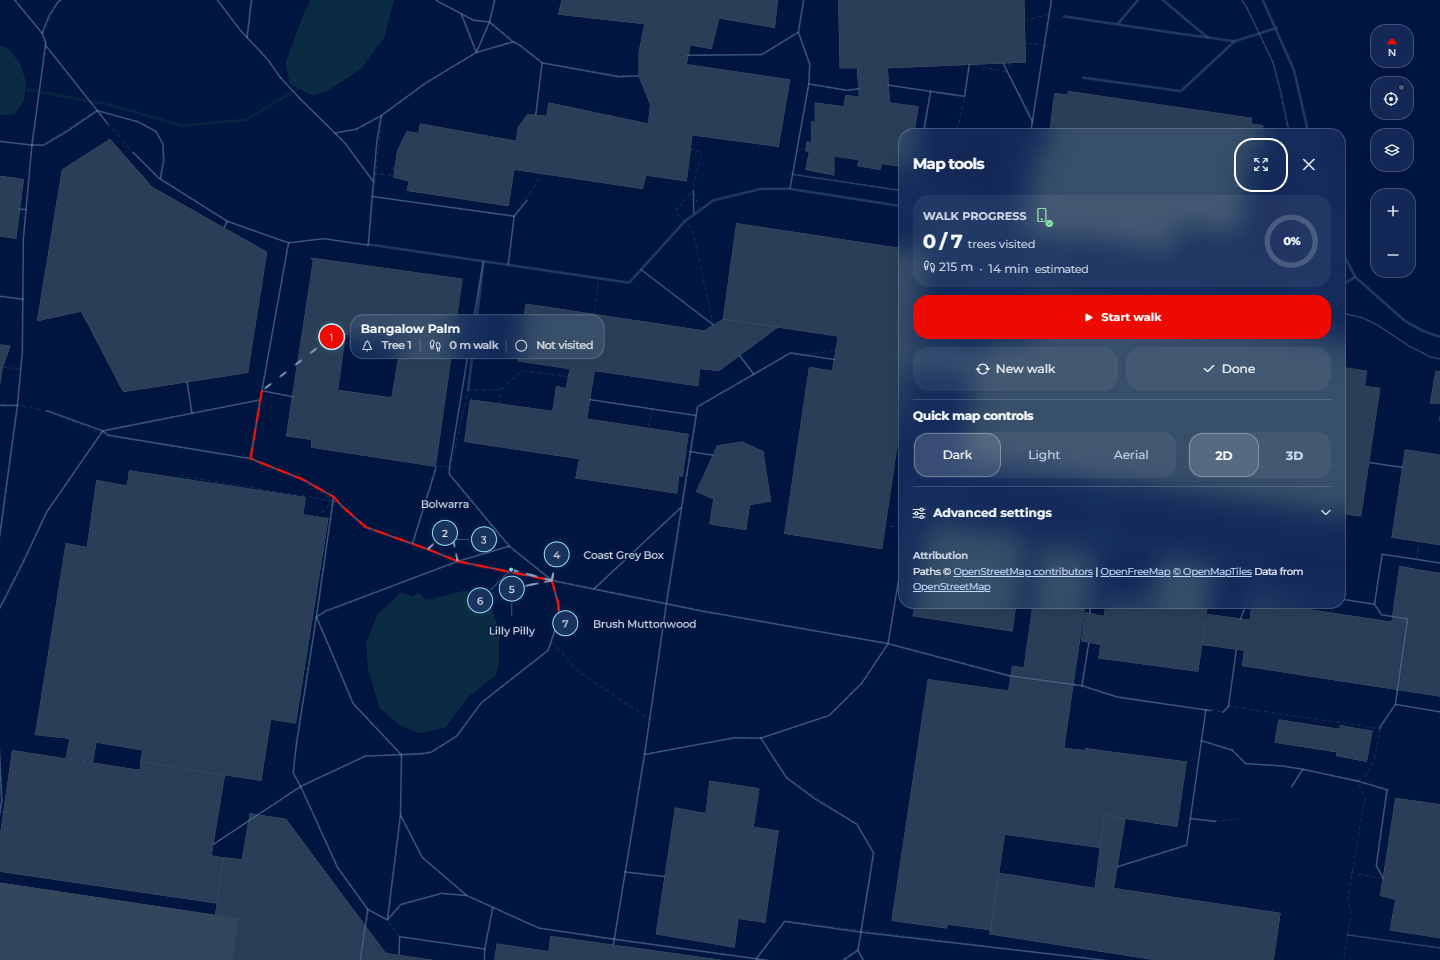 N
Map tools
WALK PROGRESS
0 / 7 trees visited
0%
215 m · 14 min estimated
Start walk
New walk
Done
Quick map controls
Dark
Light
Aerial
2D
3D
Advanced settings
Attribution
Paths © OpenStreetMap contributors | OpenFreeMap © OpenMapTiles Data from
OpenStreetMap
1
Bangalow Palm
Tree 1
0 m walk
Not visited
Bolwarra
2
3
4
Coast Grey Box
5
6
Lilly Pilly
7
Brush Muttonwood